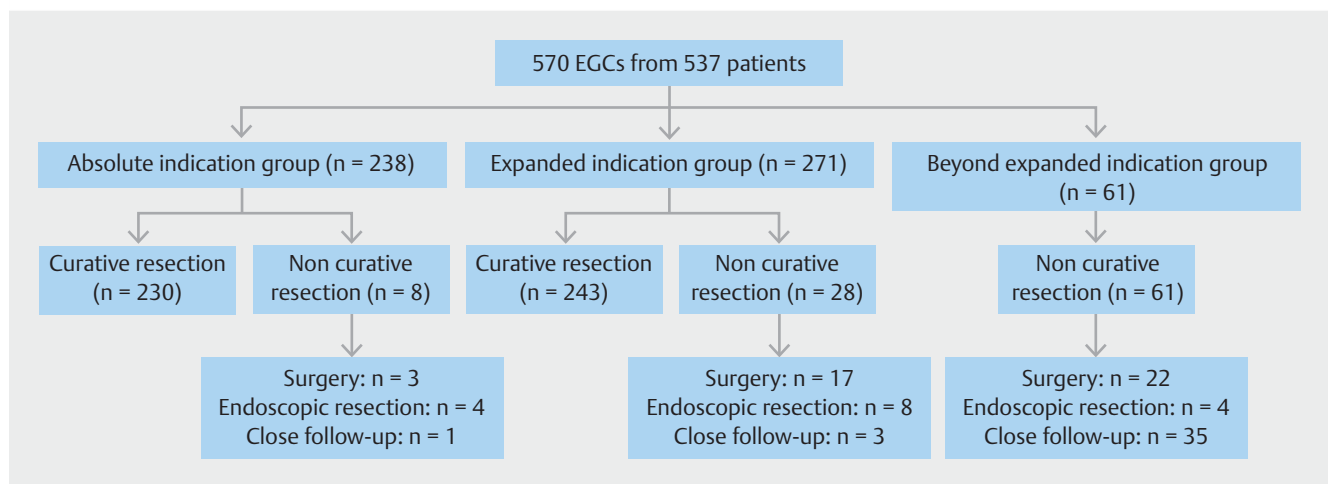 570 EGCs from 537 patients
Absolute indication group (n = 238)
Expanded indication group (n = 271)
Beyond expanded indication group
(n = 61)
Curative resection
(n = 230)
Non curative
resection (n = 8)
Curative resection
(n = 243)
Non curative
resection (n = 28)
Non curative
resection (n = 61)
Surgery: n = 3
Endoscopic resection: n = 4
Close follow-up: n = 1
Surgery: n = 17
Endoscopic resection: n = 8
Close follow-up: n = 3
Surgery: n = 22
Endoscopic resection: n = 4
Close follow-up: n = 35